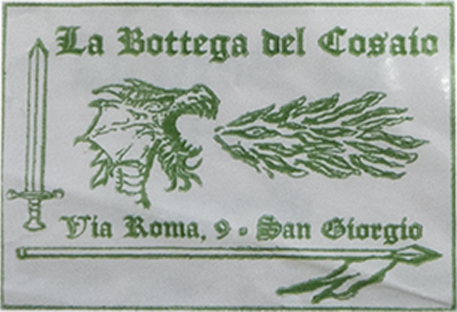 La Bottega del Cosaio
Via Roma, 9 - San Giorgio